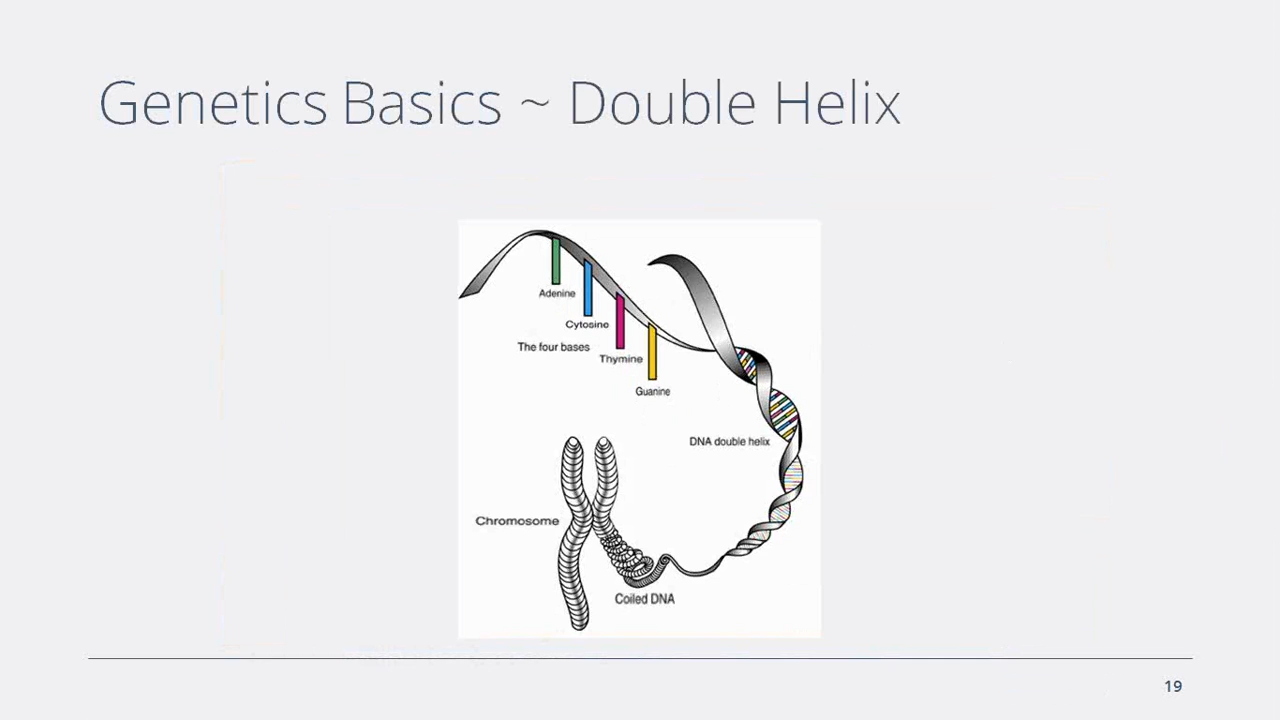 Genetics Basics ~ Double Helix
Adenine
Cytosine
The four bases
Thymine
Guanine
DNA double helix
Chromosome
Coiled DNA
19